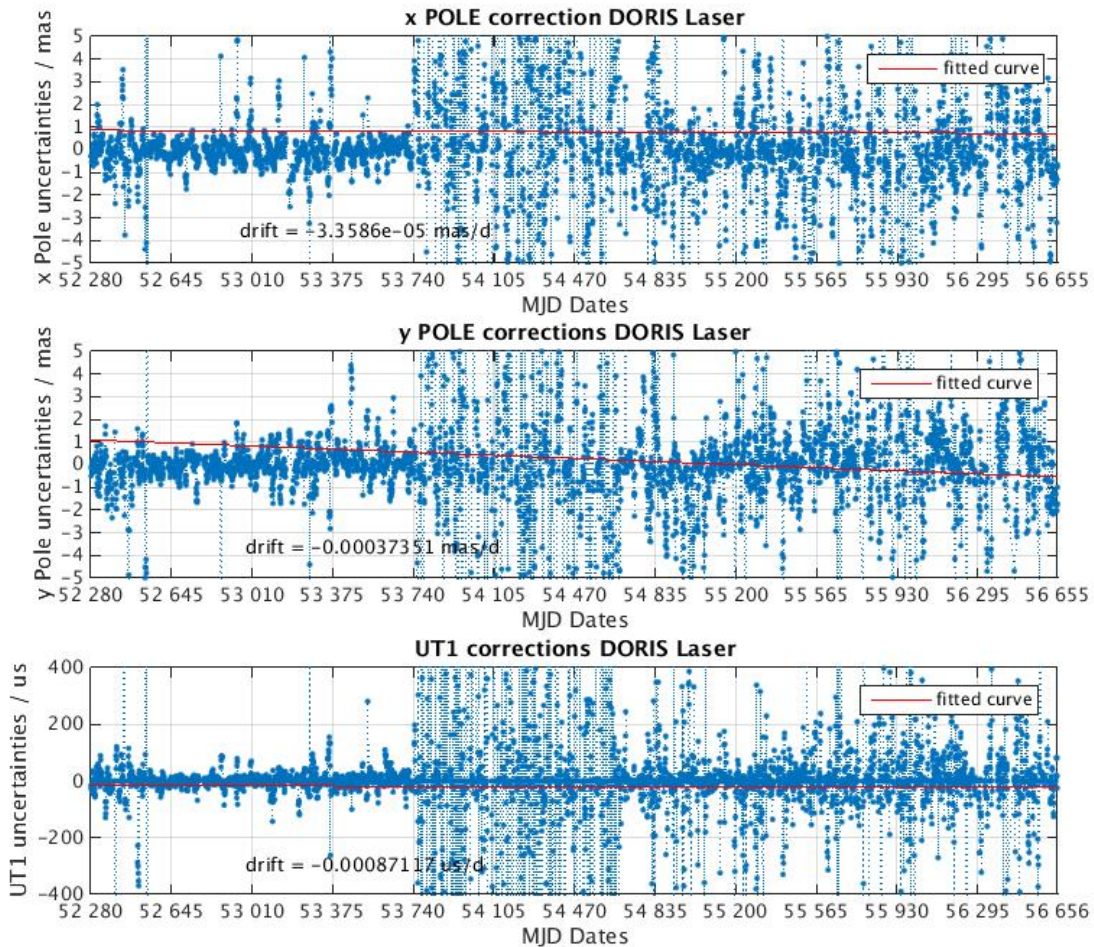 x POLE correction DORIS Laser
x Pole uncertainties / mas
5
4
3
2
1
0
−1
−2
−3
−4
−5
fitted curve
drift = −3.3586e−05 mas/d
52 280 52 645 53 010 53 375 53 740 54 105 54 470 54 835 55 200 55 565 55 930 56 295 56 655
MJD Dates
y POLE corrections DORIS Laser
y Pole uncertainties / mas
5
4
3
2
1
0
−1
−2
−3
−4
−5
fitted curve
drift = −0.00037351 mas/d
52 280 52 645 53 010 53 375 53 740 54 105 54 470 54 835 55 200 55 565 55 930 56 295 56 655
MJD Dates
UT1 corrections DORIS Laser
UT1 uncertainties / us
400
200
0
−200
−400
fitted curve
drift = −0.00087117 us/d
52 280 52 645 53 010 53 375 53 740 54 105 54 470 54 835 55 200 55 565 55 930 56 295 56 656
MJD Dates